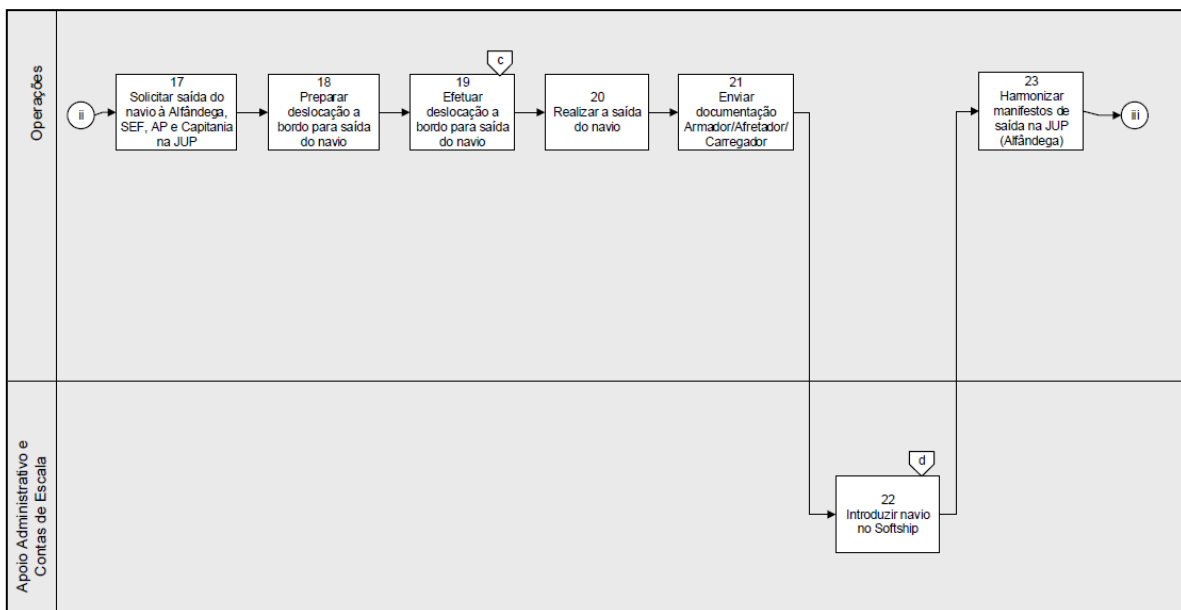 Operações
ii
17
Solicitar saída do
navio à Alfândega,
SEF, AP e Capitania
na JUP
18
Preparar
deslocação a
bordo para saída
do navio
c
19
Efetuar
deslocação a
bordo para saída
do navio
20
Realizar a saída
do navio
21
Enviar
documentação
Armador/Afretador/
Carregador
23
Harmonizar
manifestos de
saída na JUP
(Alfândega)
iii
Apoio Administrativo e
Contas de Escala
d
22
Introduzir navio
no Softship